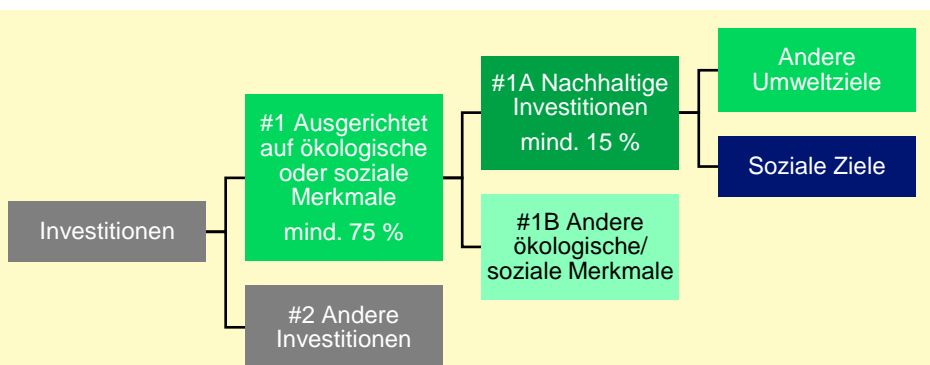 Investitionen
#1 Ausgerichtet
auf ökologische
oder soziale
Merkmale
mind. 75 %
#2 Andere
Investitionen
#1A Nachhaltige
Investitionen
mind. 15 %
#1B Andere
ökologische/
soziale Merkmale
Andere
Umweltziele
Soziale Ziele